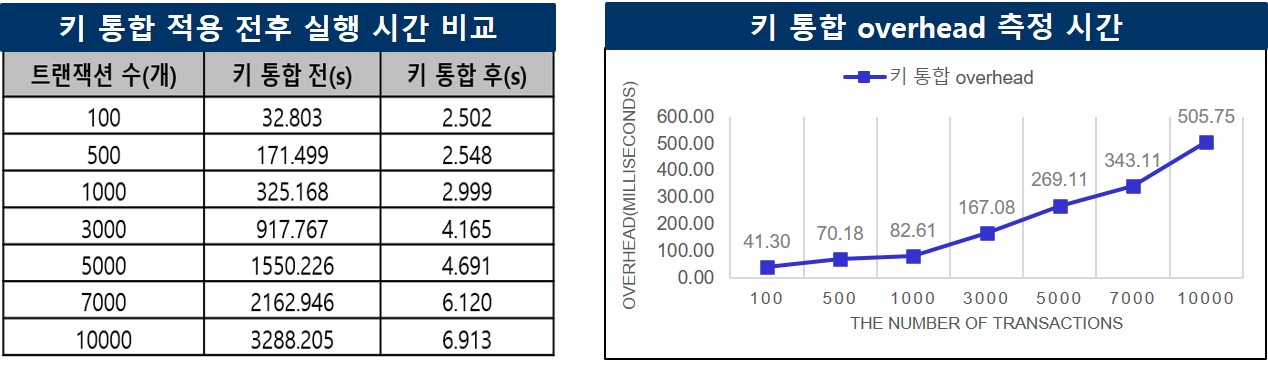 키 통합 적용 전후 실행 시간 비교
트랜잭션 수(개) 키 통합 전(s) 키 통합 후(s)
100 32.803 2.502
500 171.499 2.548
1000 325.168 2.999
3000 917.767 4.165
5000 1550.226 4.691
7000 2162.946 6.120
10000 3288.205 6.913
키 통합 overhead 측정 시간
키 통합 overhead
OVERHEAD(MILLISECONDS)
600.00
500.00
400.00
300.00
200.00
100.00
0.00
41.30 70.18 82.61 167.08 269.11 343.11 505.75
100 500 1000 3000 5000 7000 10000
THE NUMBER OF TRANSACTIONS